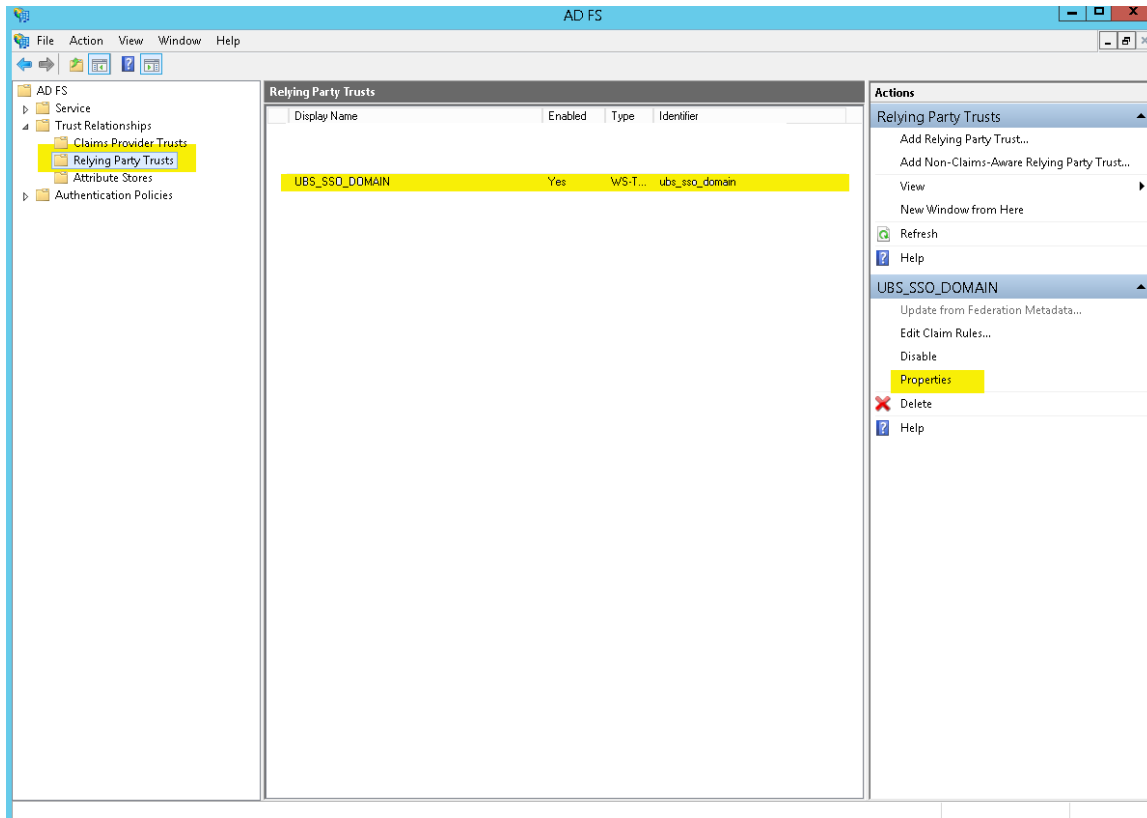 AD FS
File Action View Window Help
AD FS
Service
Trust Relationships
Claims Provider Trusts
Relying Party Trusts
Attribute Stores
Authentication Policies
Relying Party Trusts
Display Name Enabled Type Identifier
UBS_SSO_DOMAIN Yes WS-T... ubs_sso_domain
Actions
Relying Party Trusts
Add Relying Party Trust...
Add Non-Claims-Aware Relying Party Trust...
View
New Window from Here
Refresh
Help
UBS_SSO_DOMAIN
Update from Federation Metadata...
Edit Claim Rules...
Disable
Properties
Delete
Help